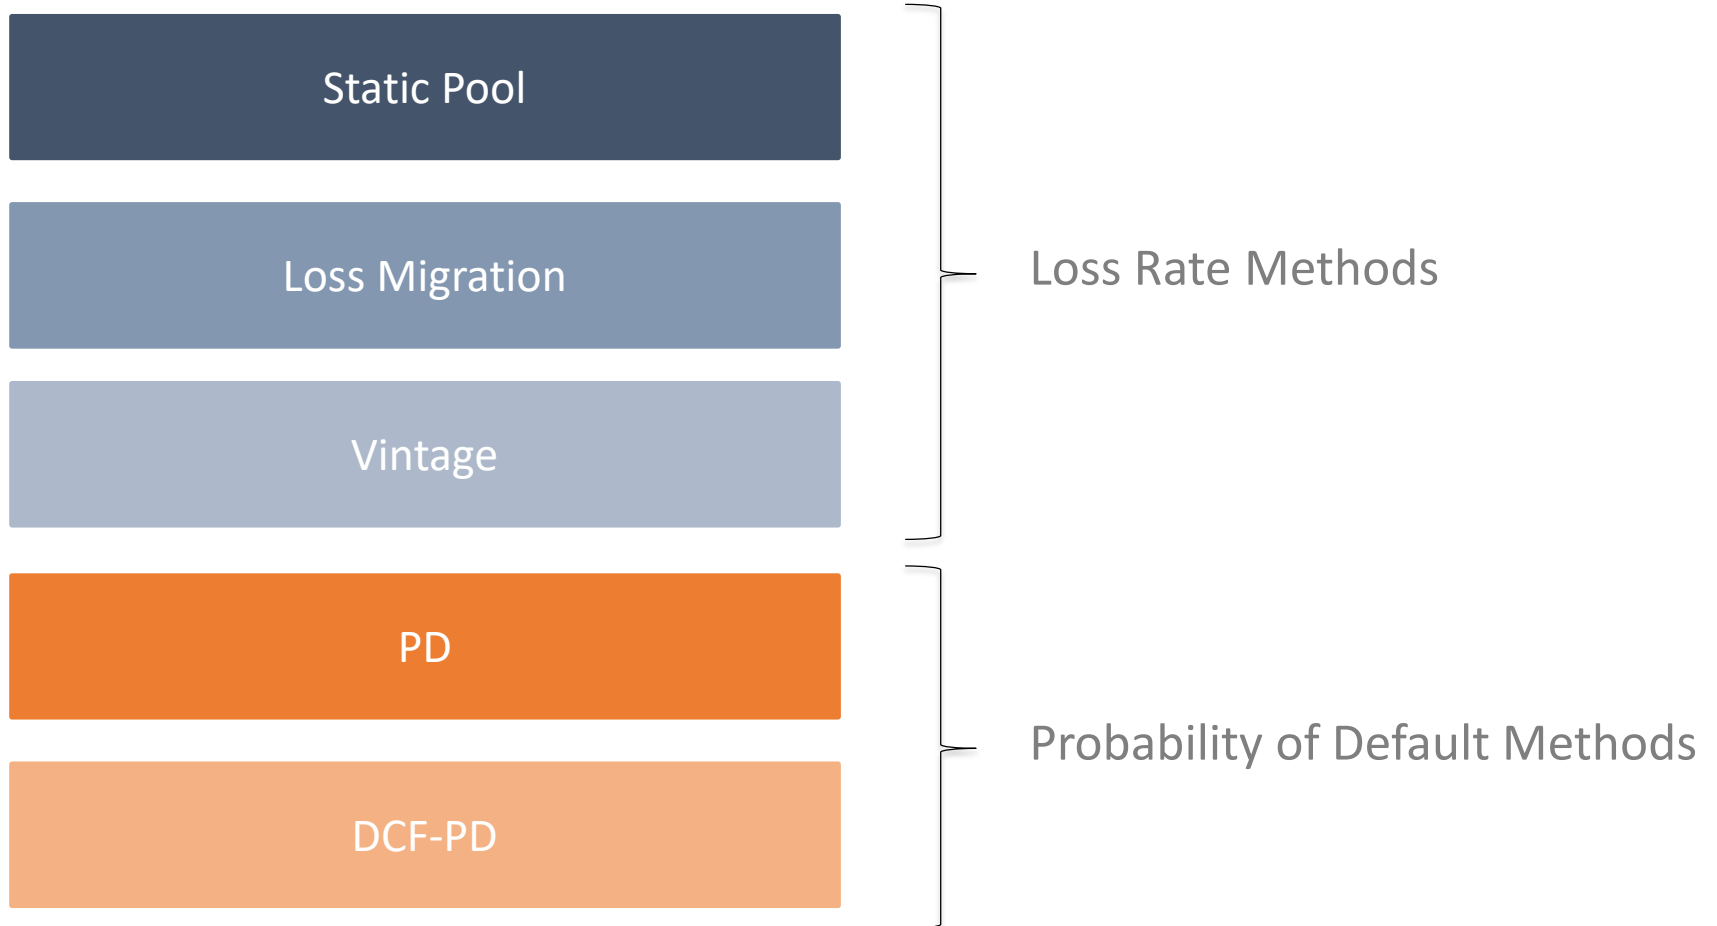 Static Pool
Loss Migration
Loss Rate Methods
Vintage
PD
Probability of Default Methods
DCF-PD